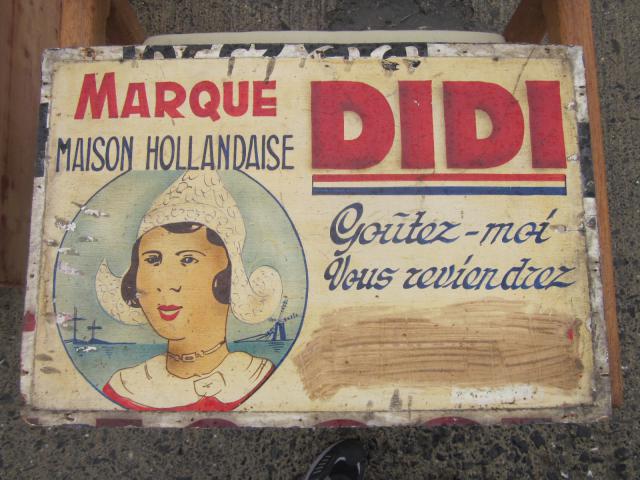 MARQUE DIDI
MAISON HOLLANDAISE
Goûtez-moi
Vous reviendrez